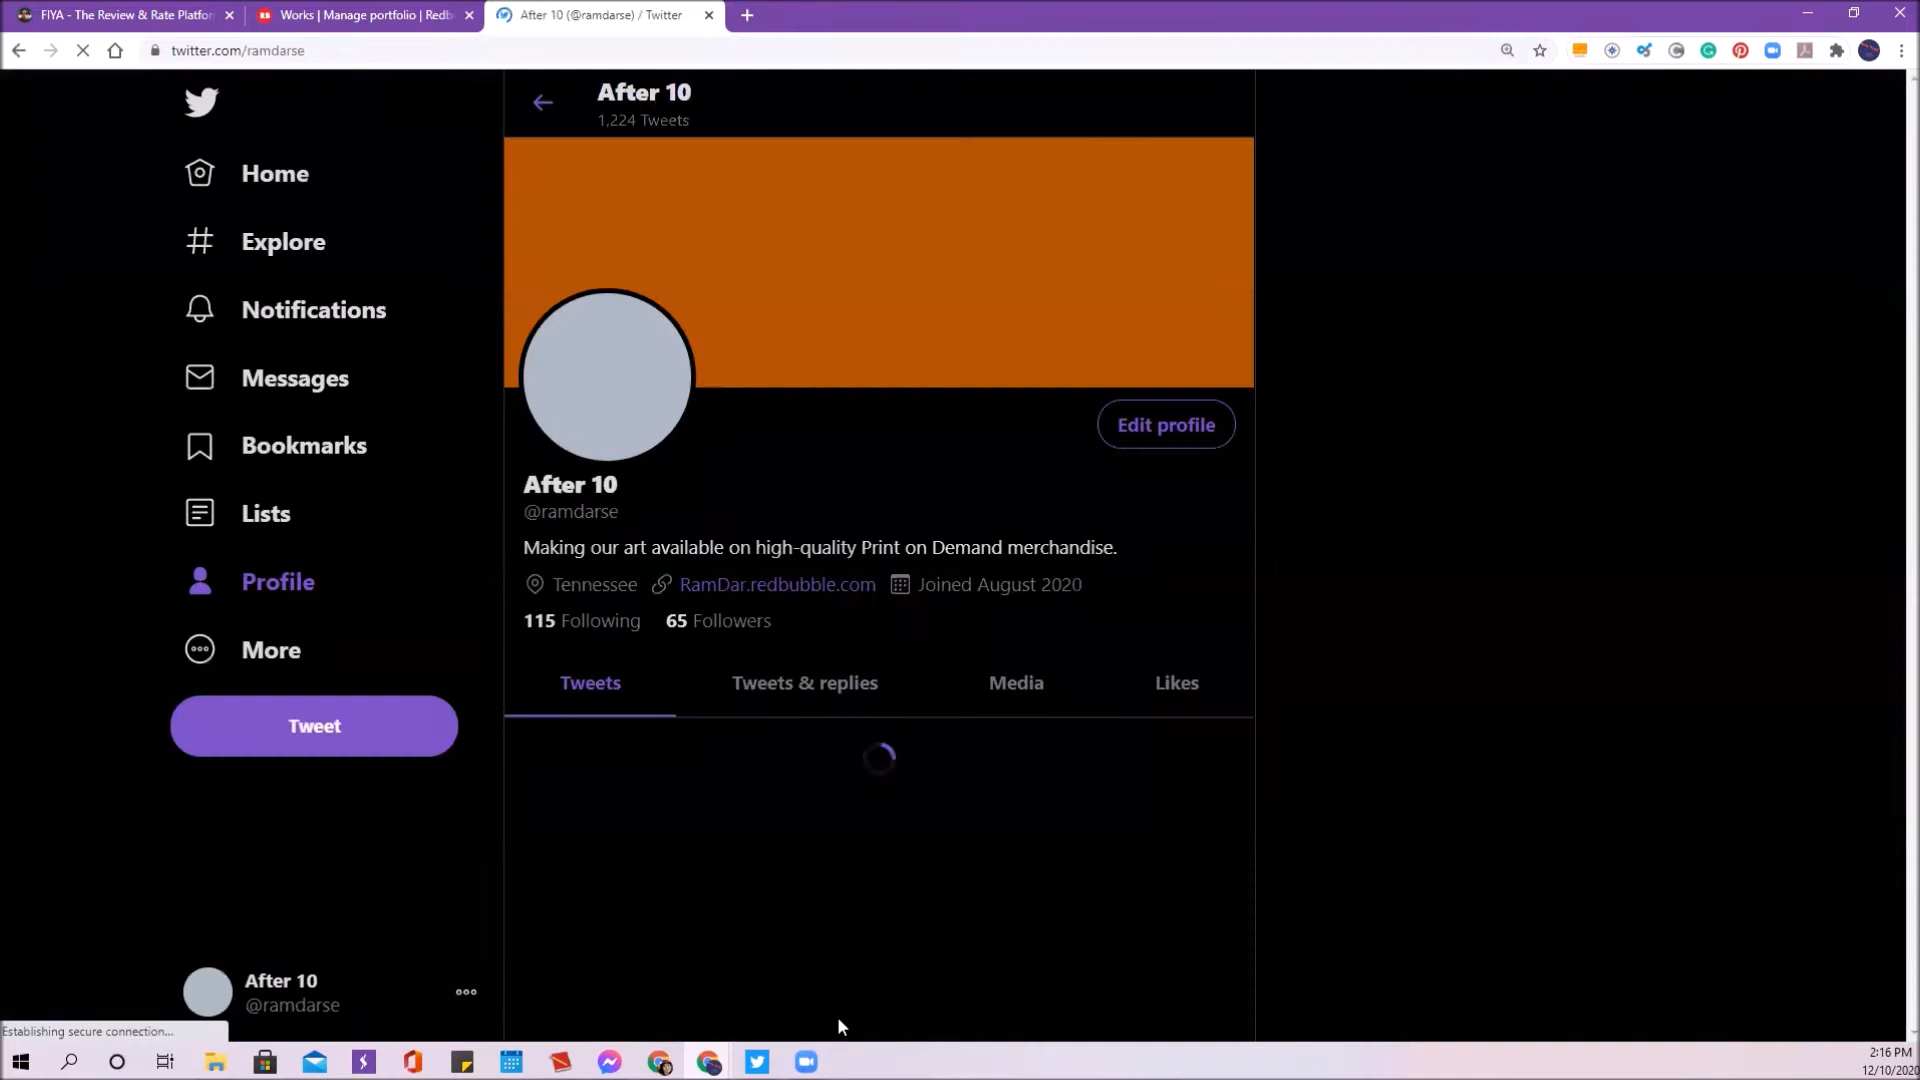 FIYA - The Review & Rate Platfor
Works | Manage portfolio | Redb
After 10 (@ramdarse) / Twitter
twitter.com/ramdarse
After 10
1,224 Tweets
Home
Explore
Notifications
Messages
Bookmarks
Lists
Profile
More
Tweet
Edit profile
After 10
@ramdarse
Making our art available on high-quality Print on Demand merchandise.
Tennessee RamDar.redbubble.com Joined August 2020
115 Following 65 Followers
Tweets Tweets & replies Media Likes
After 10
@ramdarse
Establishing secure connection...
2:16 PM
12/10/2020